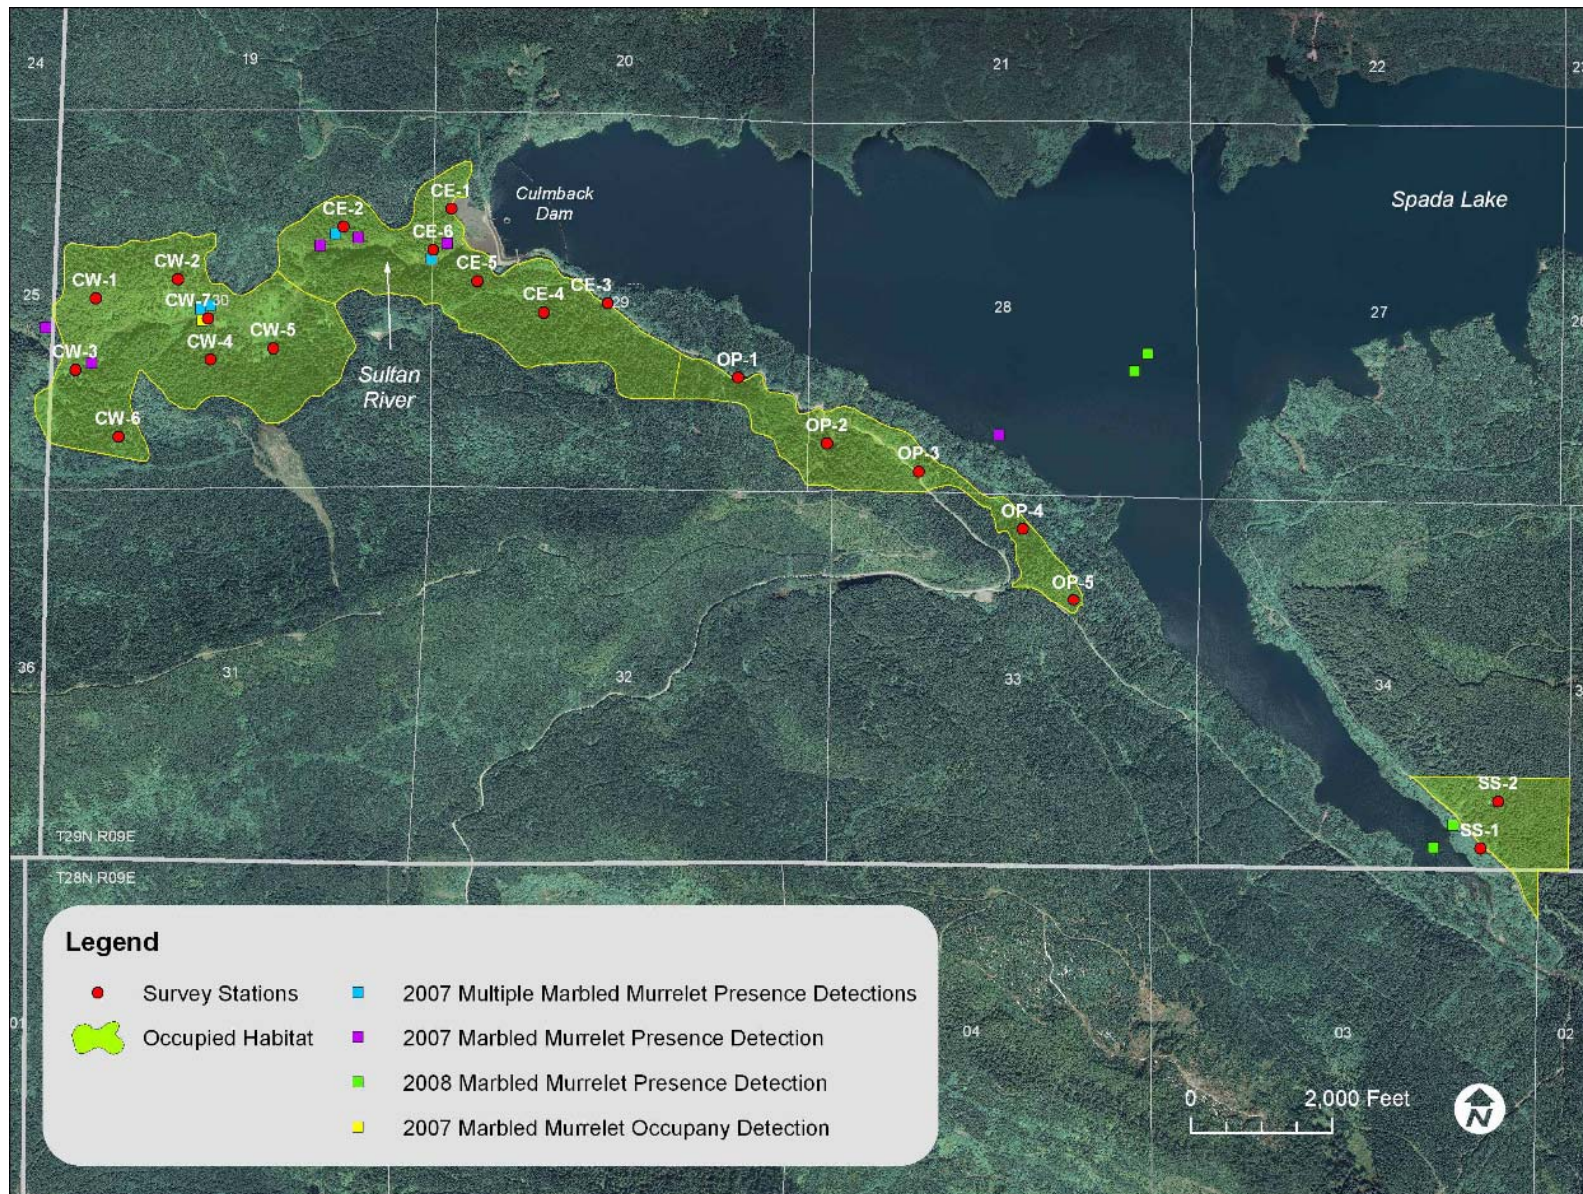 24
19
20
21
22
23
CE-1
Culmback
Dam
CE-2
CE-6
Spada Lake
CW-2
CE-5
CE-3
CW-1
25
CW-7
30
CE-4
29
28
27
26
CW-5
CW-4
CW-3
OP-1
Sultan
River
CW-6
OP-2
OP-3
OP-4
OP-5
36
31
32
33
34
SS-2
SS-1
T29N R09E
T28N R09E
Legend
Survey Stations
Occupied Habitat
2007 Multiple Marbled Murrelet Presence Detections
2007 Marbled Murrelet Presence Detection
2008 Marbled Murrelet Presence Detection
2007 Marbled Murrelet Occupany Detection
01
04
03
02
0
2,000 Feet
N